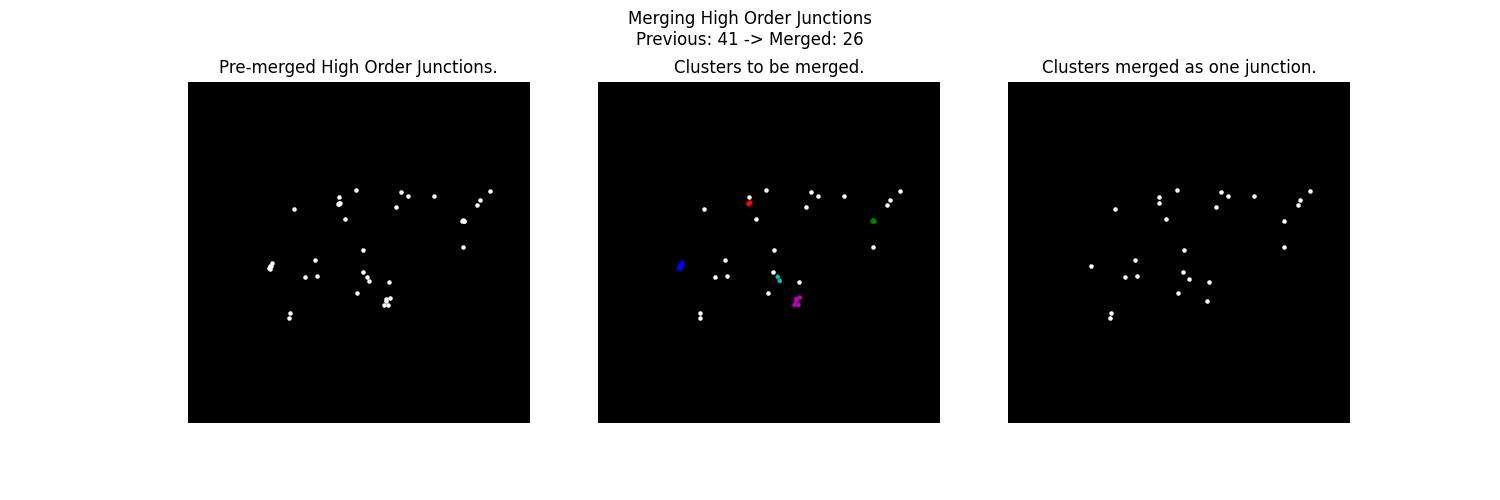 Merging High Order Junctions
Previous: 41 -> Merged: 26
Pre-merged High Order Junctions.
Clusters to be merged.
Clusters merged as one junction.